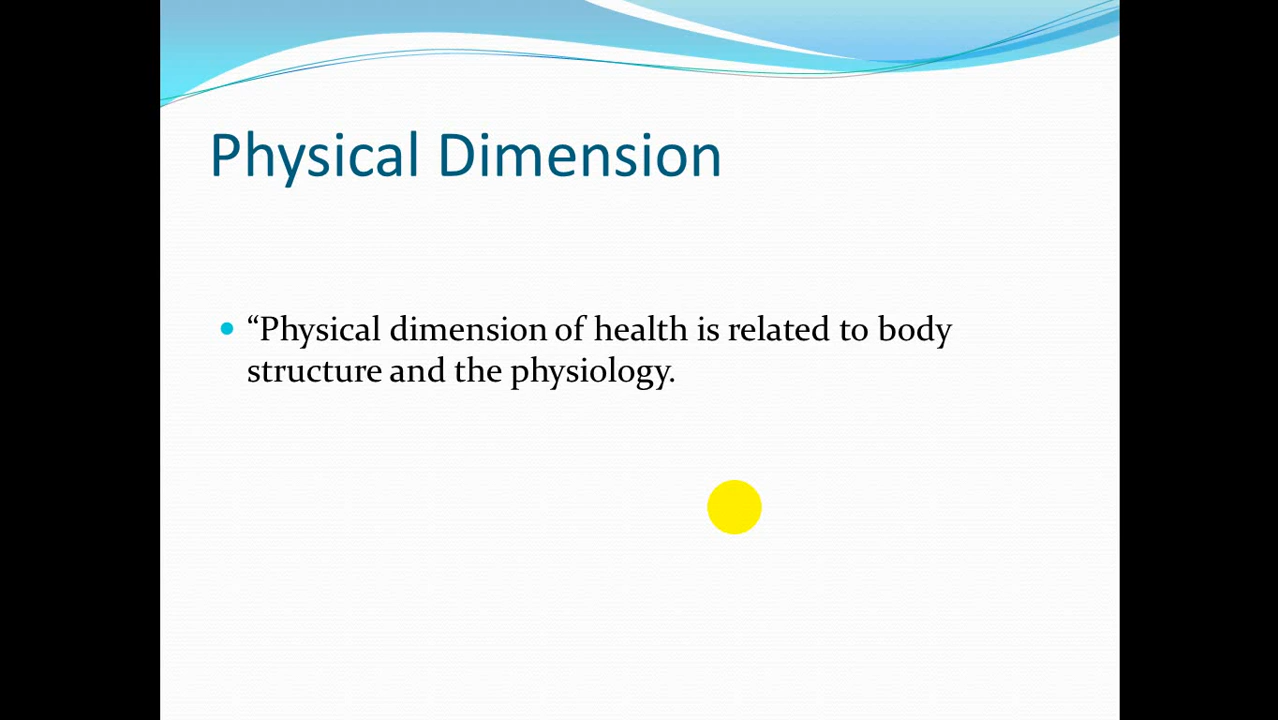 Physical Dimension
“Physical dimension of health is related to body
structure and the physiology.